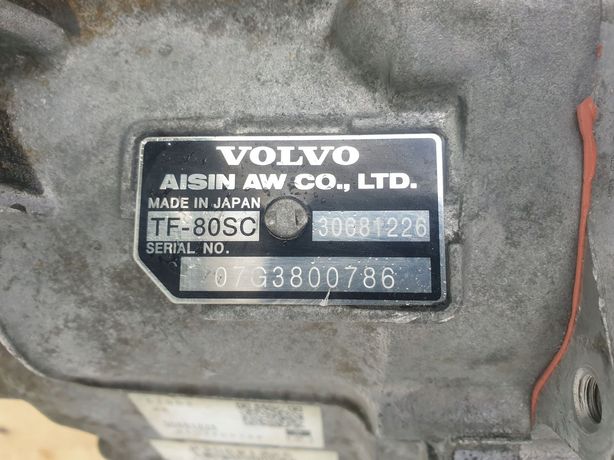 VOLVO
AISIN AW CO., LTD.
MADE IN JAPAN
TF-80SC 30681226
SERIAL NO.
07G3800786